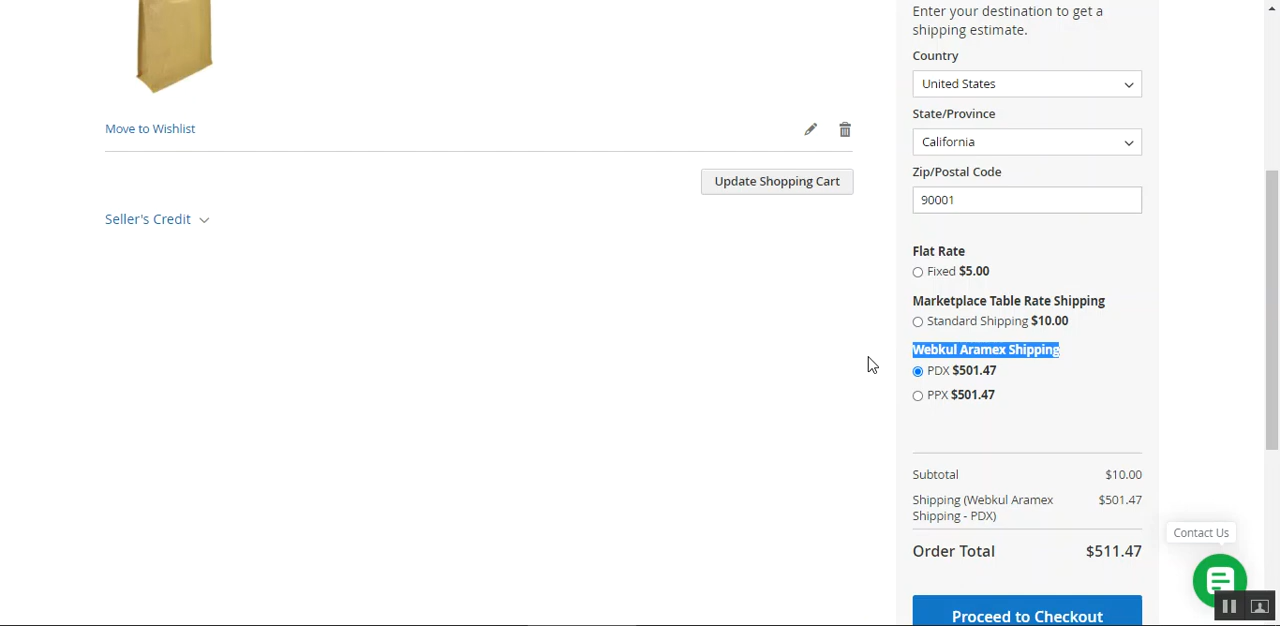 Enter your destination to get a
shipping estimate.
Country
United States
State/Province
California
Zip/Postal Code
90001
Move to Wishlist
Update Shopping Cart
Seller's Credit
Flat Rate
Fixed $5.00
Marketplace Table Rate Shipping
Standard Shipping $10.00
Webkul Aramex Shipping
PDX $501.47
PPX $501.47
Subtotal $10.00
Shipping (Webkul Aramex $501.47
Shipping - PDX)
Order Total $511.47
Proceed to Checkout
Contact Us